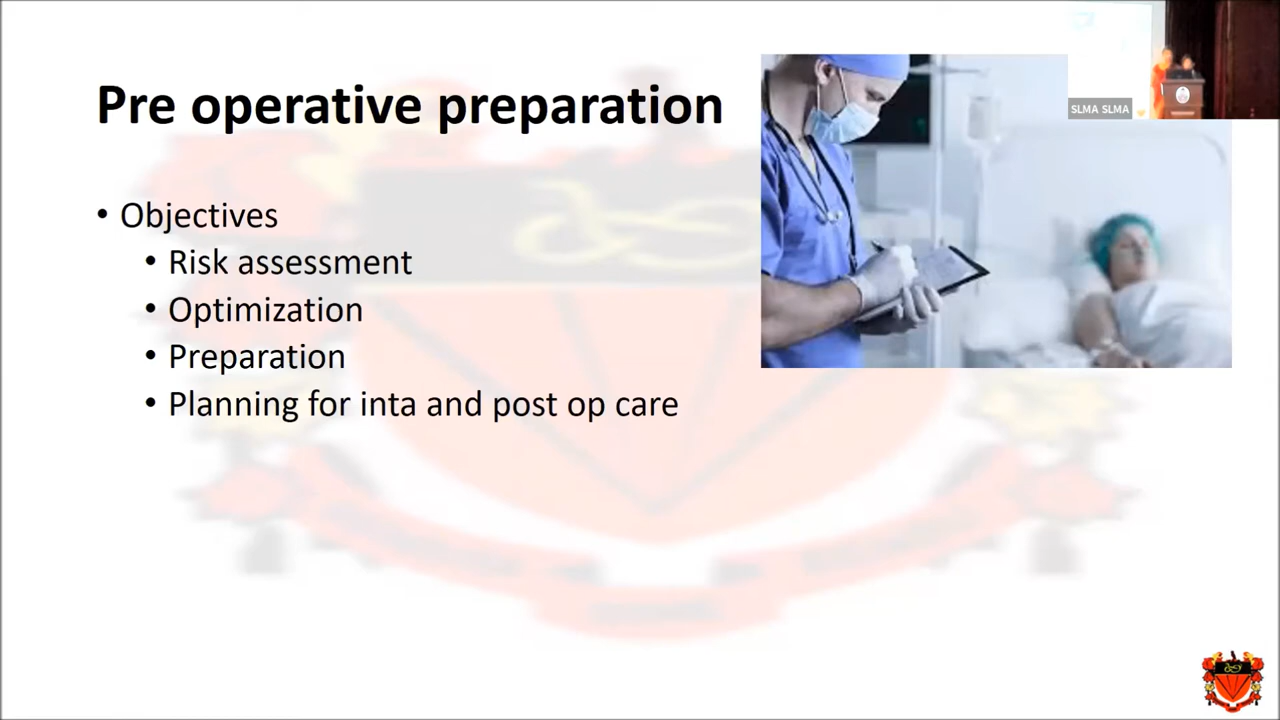 Pre operative preparation
SLMA SLMA
• Objectives
• Risk assessment
• Optimization
• Preparation
• Planning for inta and post op care